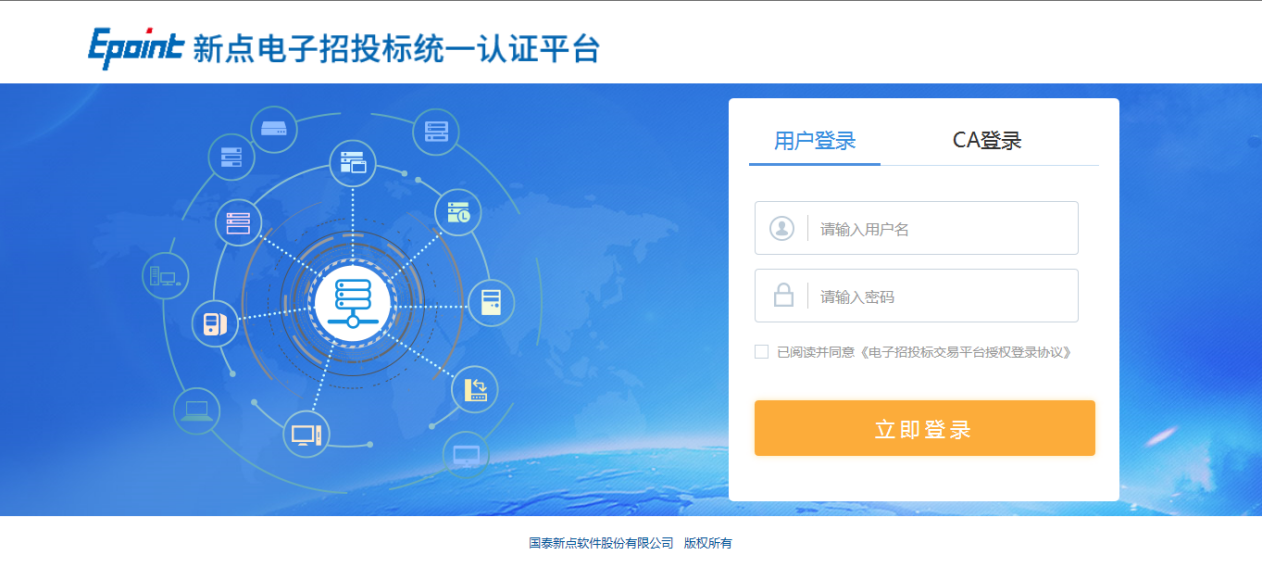 Epoint 新点电子招投标统一认证平台
用户登录 CA登录
请输入用户名
请输入密码
已阅读并同意《电子招投标交易平台授权登录协议》
立即登录
国泰新点软件股份有限公司 版权所有